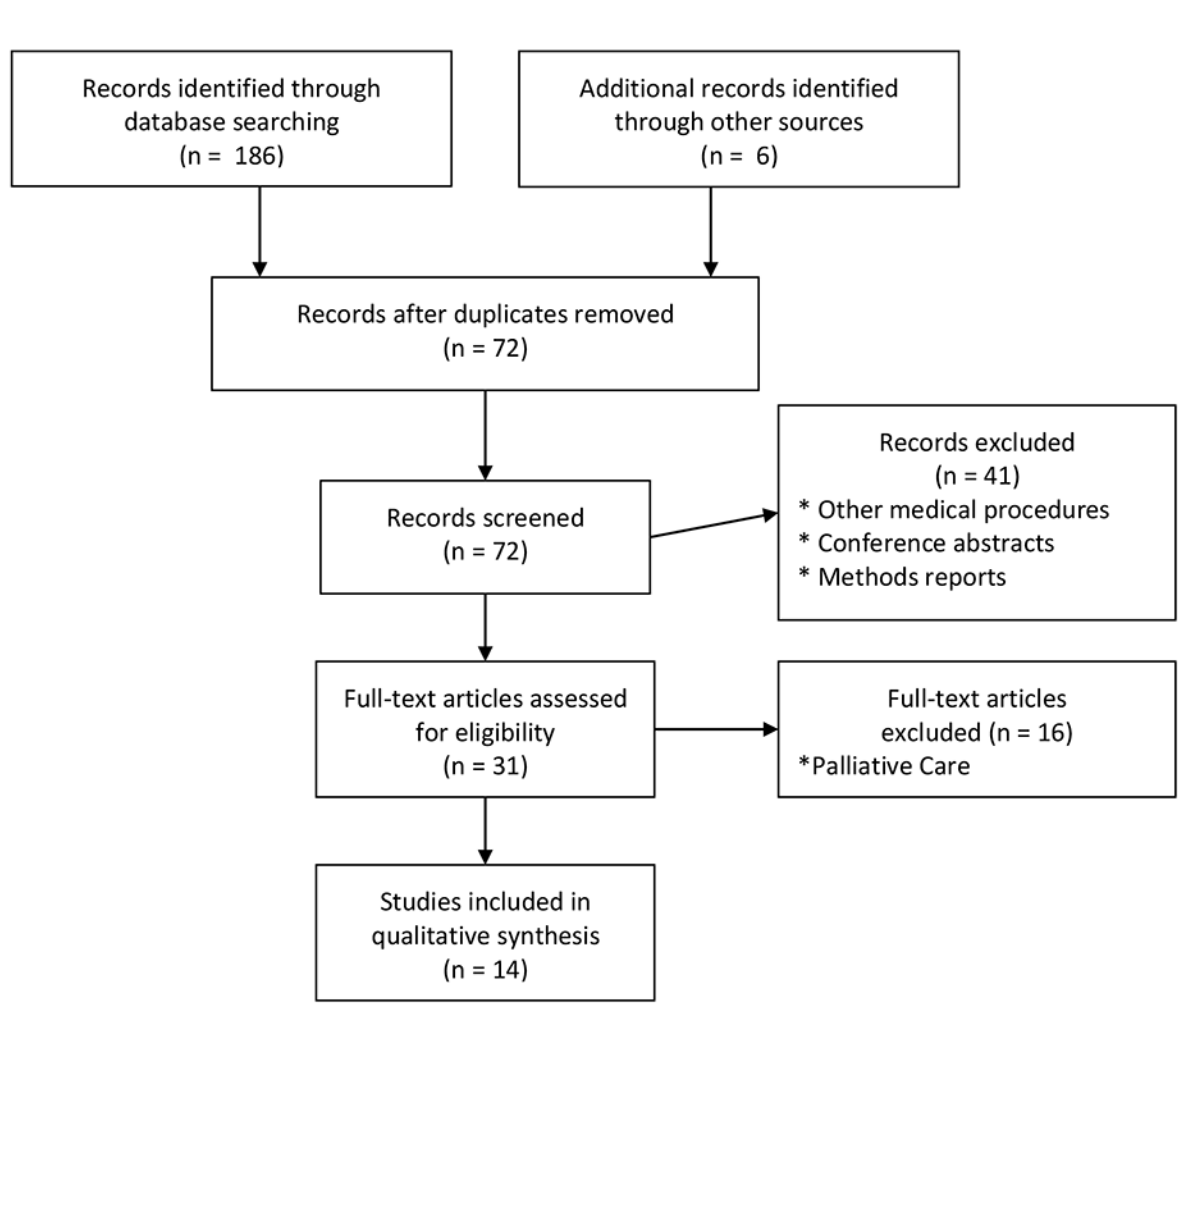 Records identified through
database searching
(n =  186)
Additional records identified
through other sources
(n =  6)
Records after duplicates removed
(n = 72)
Records screened
(n = 72)
Records excluded
(n = 41)
* Other medical procedures
* Conference abstracts
* Methods reports
Full-text articles assessed
for eligibility
(n = 31)
Full-text articles
excluded (n = 16)
*Palliative Care
Studies included in
qualitative synthesis
(n = 14)